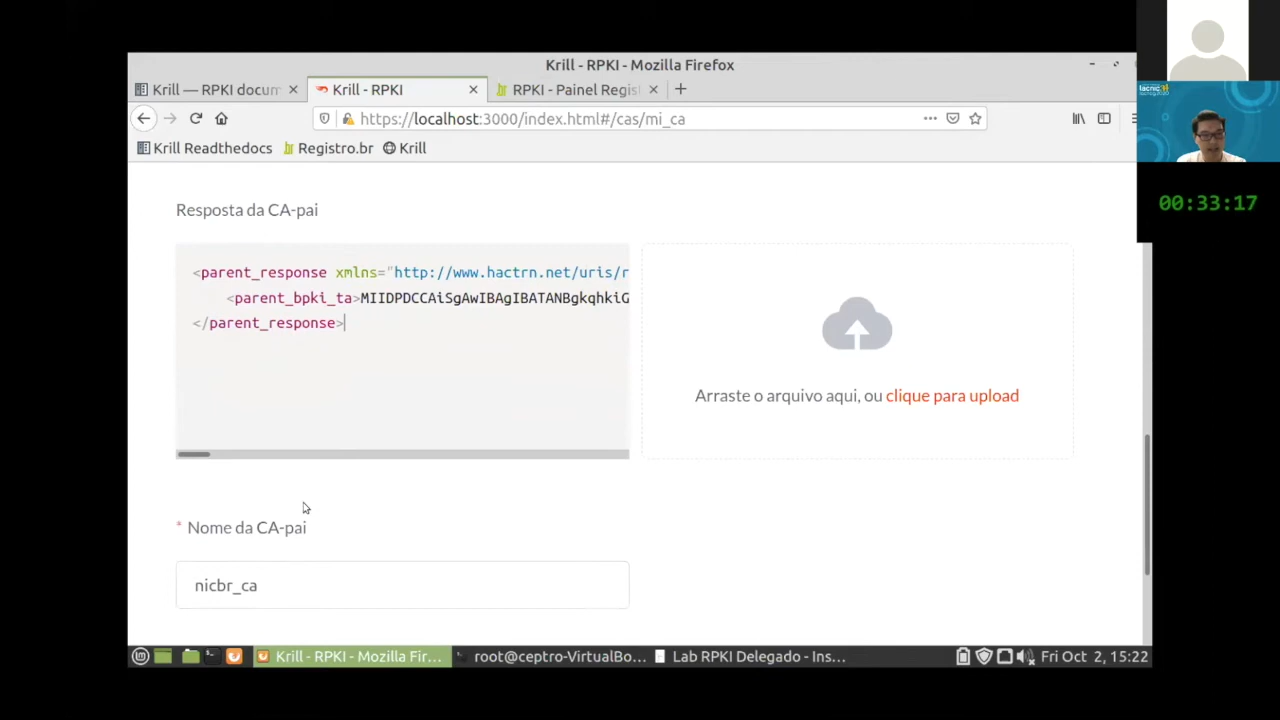 Krill - RPKI - Mozilla Firefox
Krill — RPKI docum
Krill - RPKI
RPKI - Painel Regis
https://localhost:3000/index.html#/cas/mi_ca
Krill Readthedocs
Registro.br
Krill
lacnic
00:33:17
Resposta da CA-pai
<parent_response xmlns="http://www.hactrn.net/uris/r
<parent_bpki_ta>MIIDPDCCAiSgAwIBAgIBATANBgkqhkiG
</parent_response>
Arraste o arquivo aqui, ou clique para upload
* Nome da CA-pai
nicbr_ca
Krill - RPKI - Mozilla Fir...
root@ceptro-VirtualBo...
Lab RPKI Delegado - Ins...
Fri Oct 2, 15:22